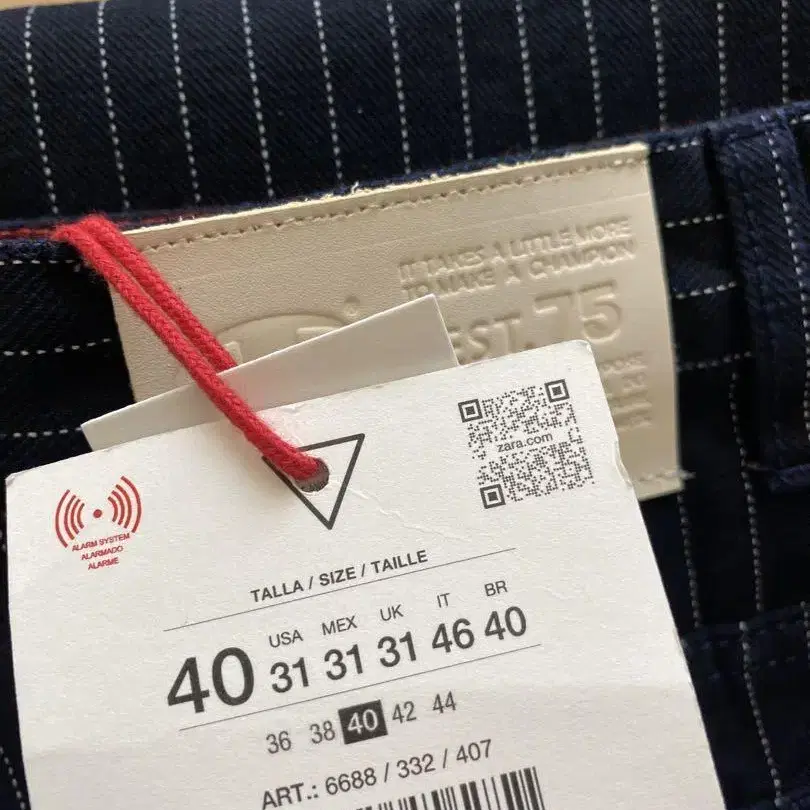 IT TAKES A LITTLE MORE
TO MAKE A CHAMPION
®
EST. 75
zara.com
ALARM SYSTEM
ALARMADO
ALARME
TALLA / SIZE / TAILLE
USA MEX UK IT BR
40 31 31 31 46 40
36 38 40 42 44
ART.: 6688 / 332 / 407